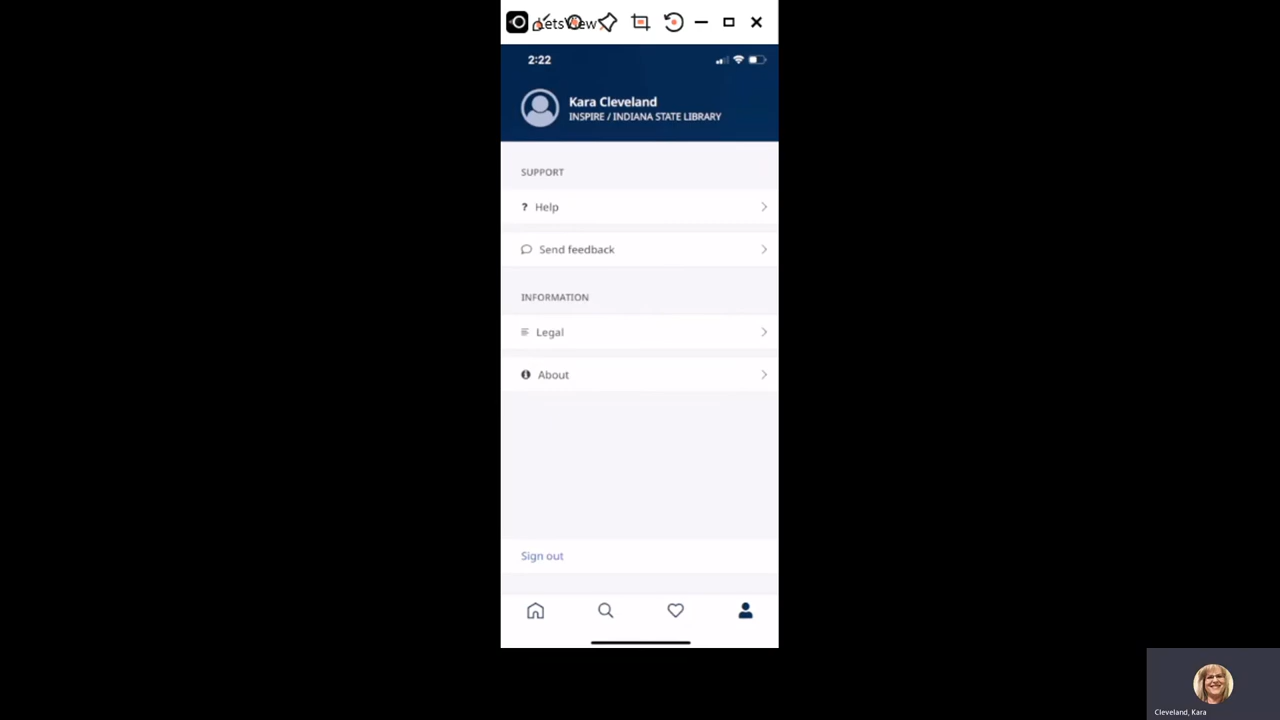 LetsView
2:22
Kara Cleveland
INSPIRE / INDIANA STATE LIBRARY
SUPPORT
? Help
Send feedback
INFORMATION
Legal
About
Sign out
Cleveland, Kara